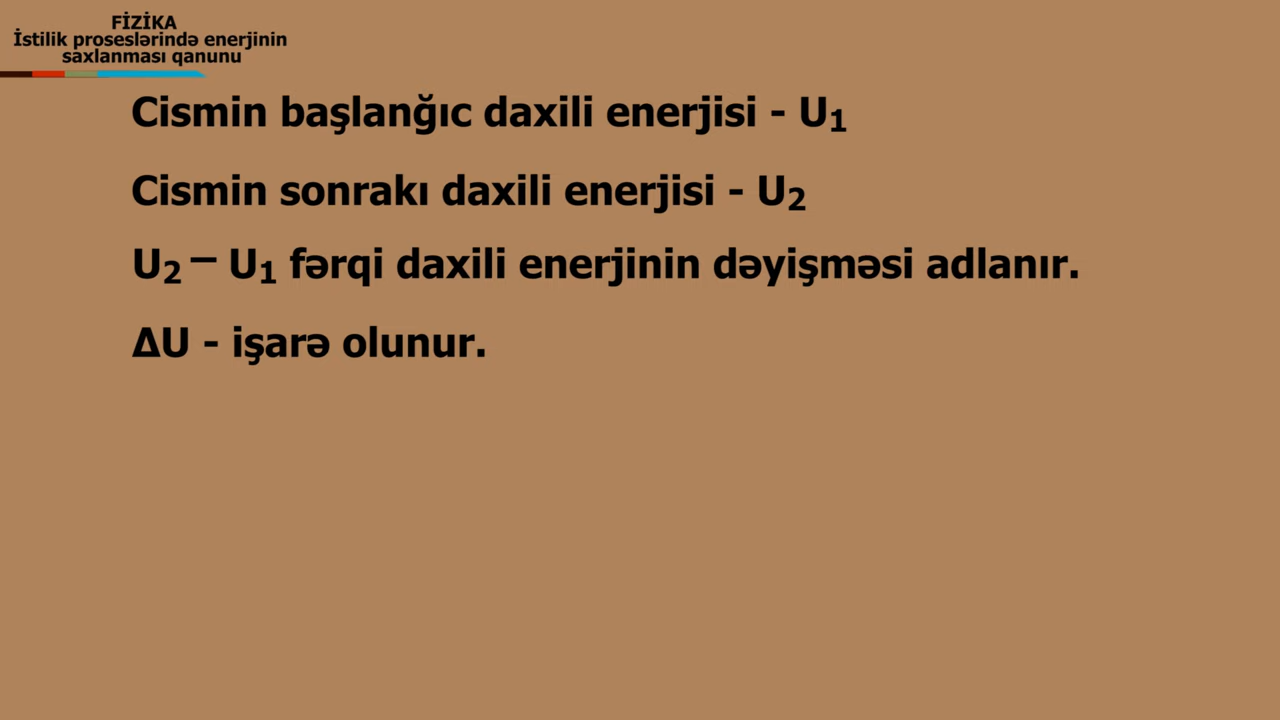 FİZİKA
İstilik proseslərində enerjinin
saxlanması qanunu
Cismin başlanğıc daxili enerjisi - U₁
Cismin sonrakı daxili enerjisi - U₂
U₂ – U₁ fərqi daxili enerjinin dəyişməsi adlanır.
ΔU - işarə olunur.